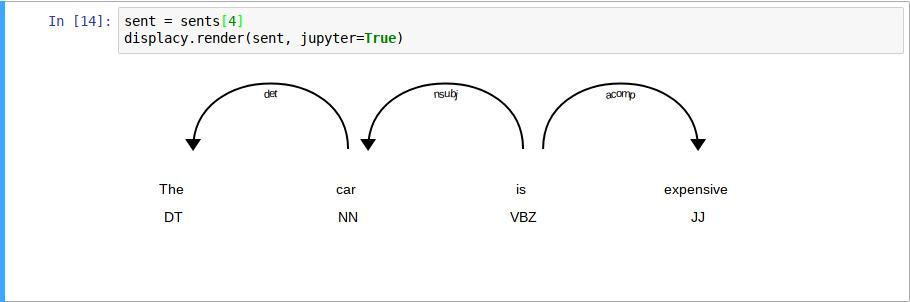 In [14]: sent = sents[4]
displacy.render(sent, jupyter=True)
det nsubj acomp
The car is expensive
DT NN VBZ JJ